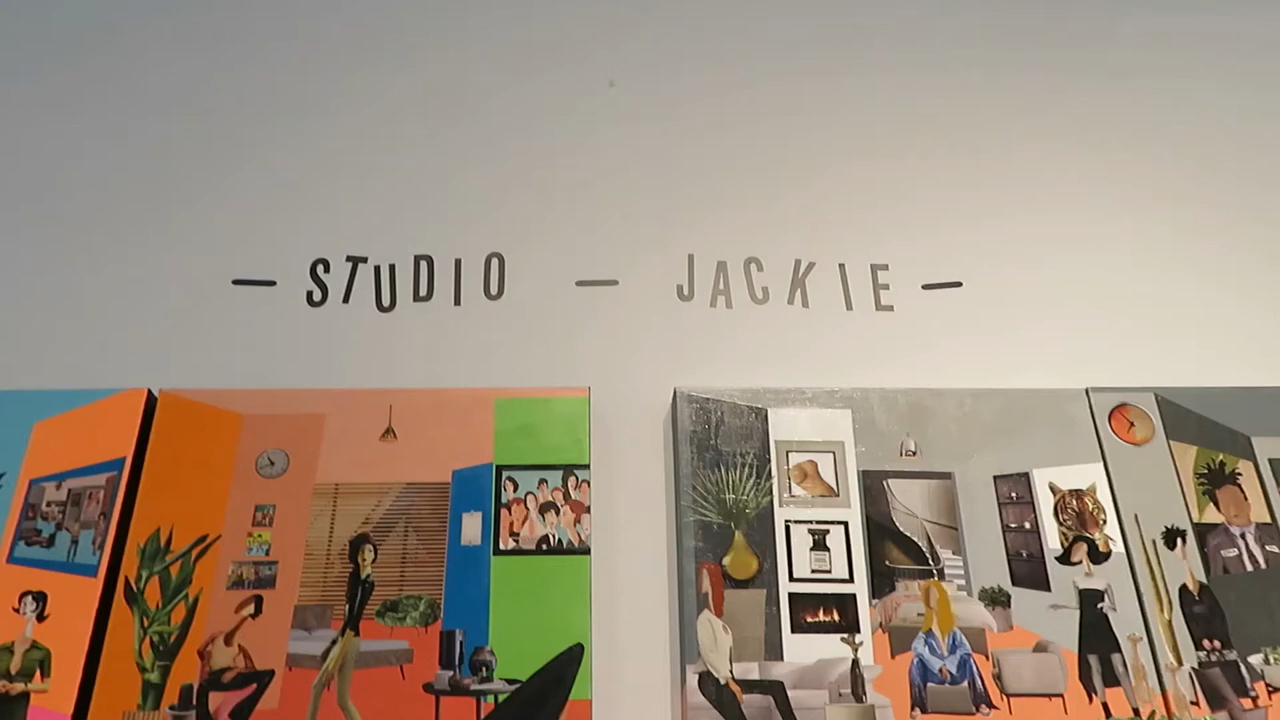 — STUDIO — JACKIE —